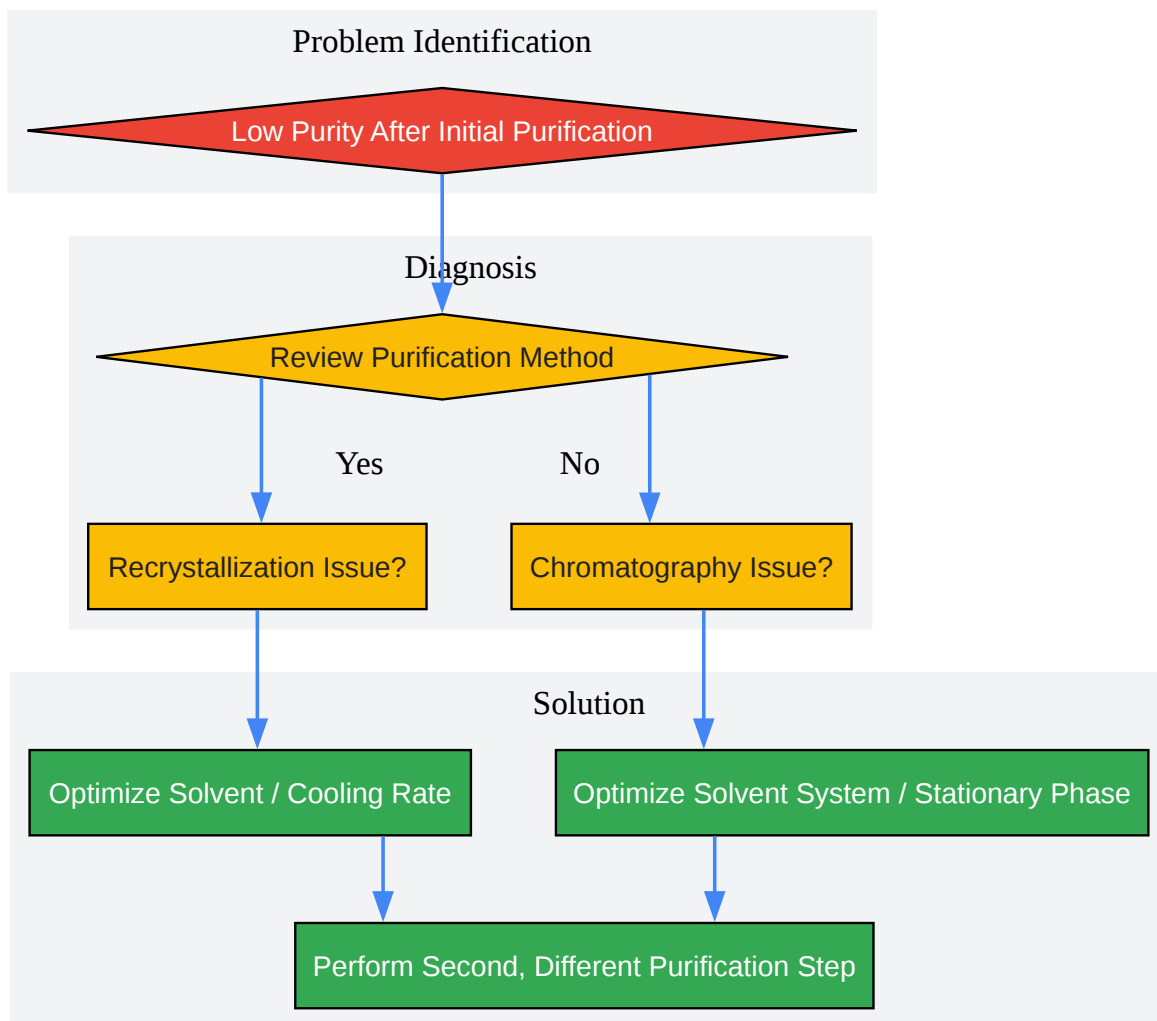 Problem Identification
Low Purity After Initial Purification
Diagnosis
Review Purification Method
Yes
No
Recrystallization Issue?
Chromatography Issue?
Solution
Optimize Solvent / Cooling Rate
Optimize Solvent System / Stationary Phase
Perform Second, Different Purification Step